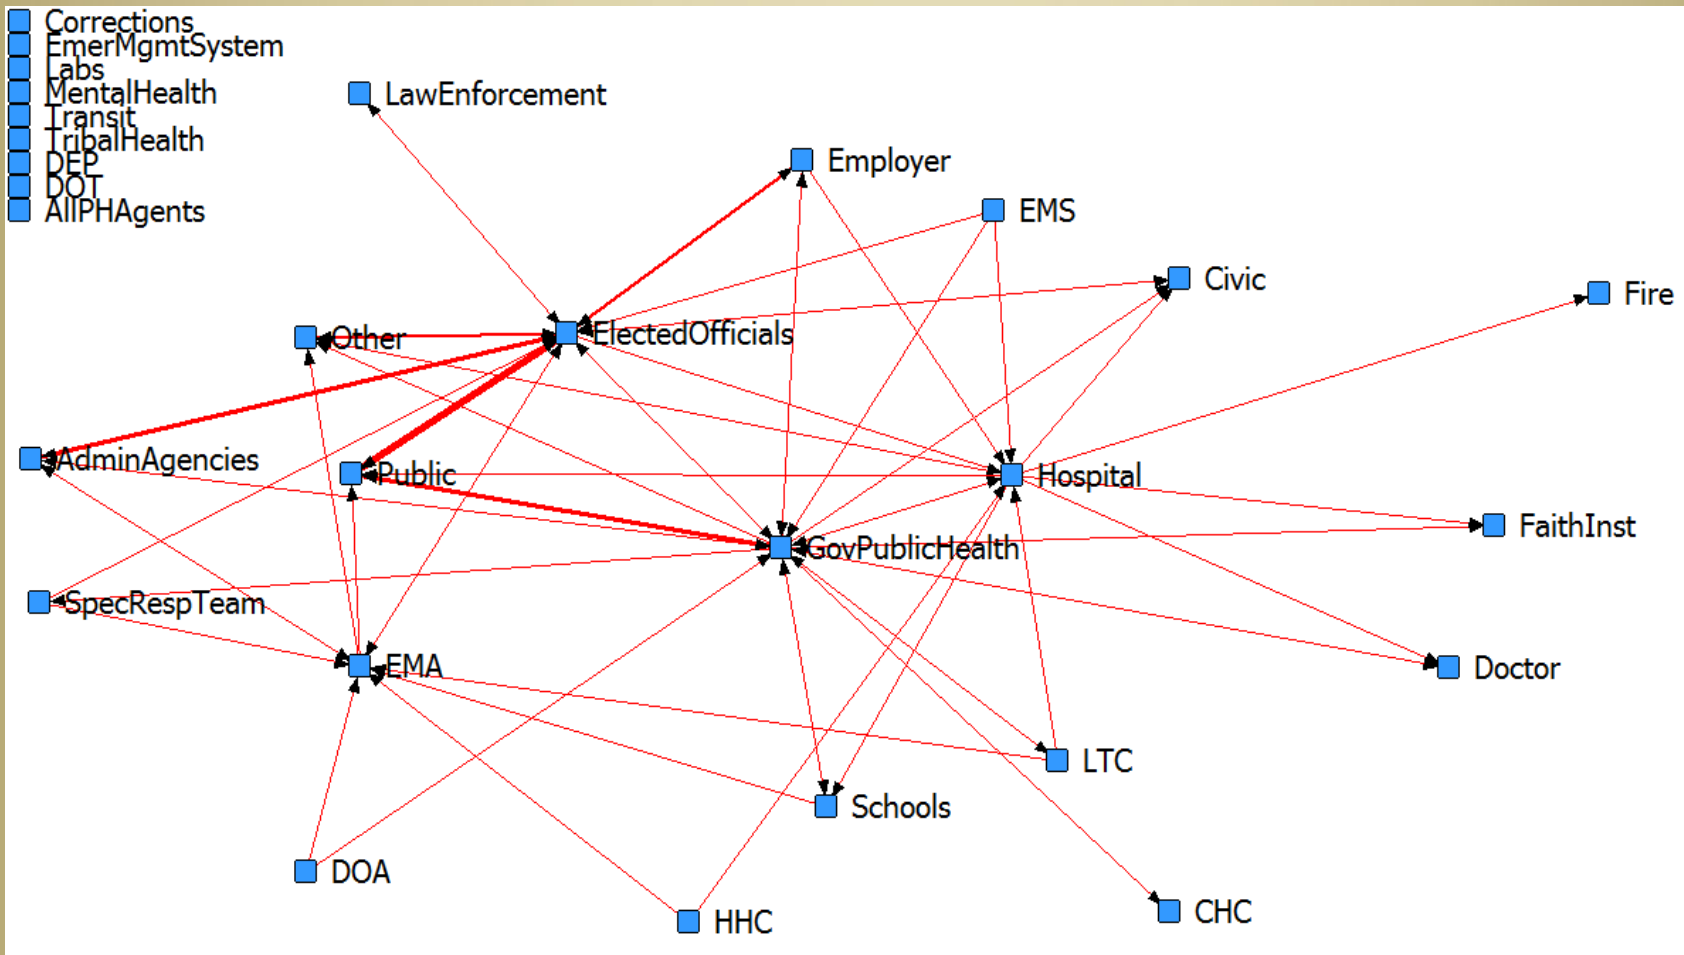 Corrections
EmerMgmtSystem
Labs
MentalHealth
Transit
TribalHealth
DEP
DOT
AllPHAgents
LawEnforcement
Employer
EMS
Civic
Fire
Other
ElectedOfficials
AdminAgencies
Public
Hospital
FaithInst
GovPublicHealth
SpecRespTeam
EMA
Doctor
LTC
Schools
DOA
HHC
CHC